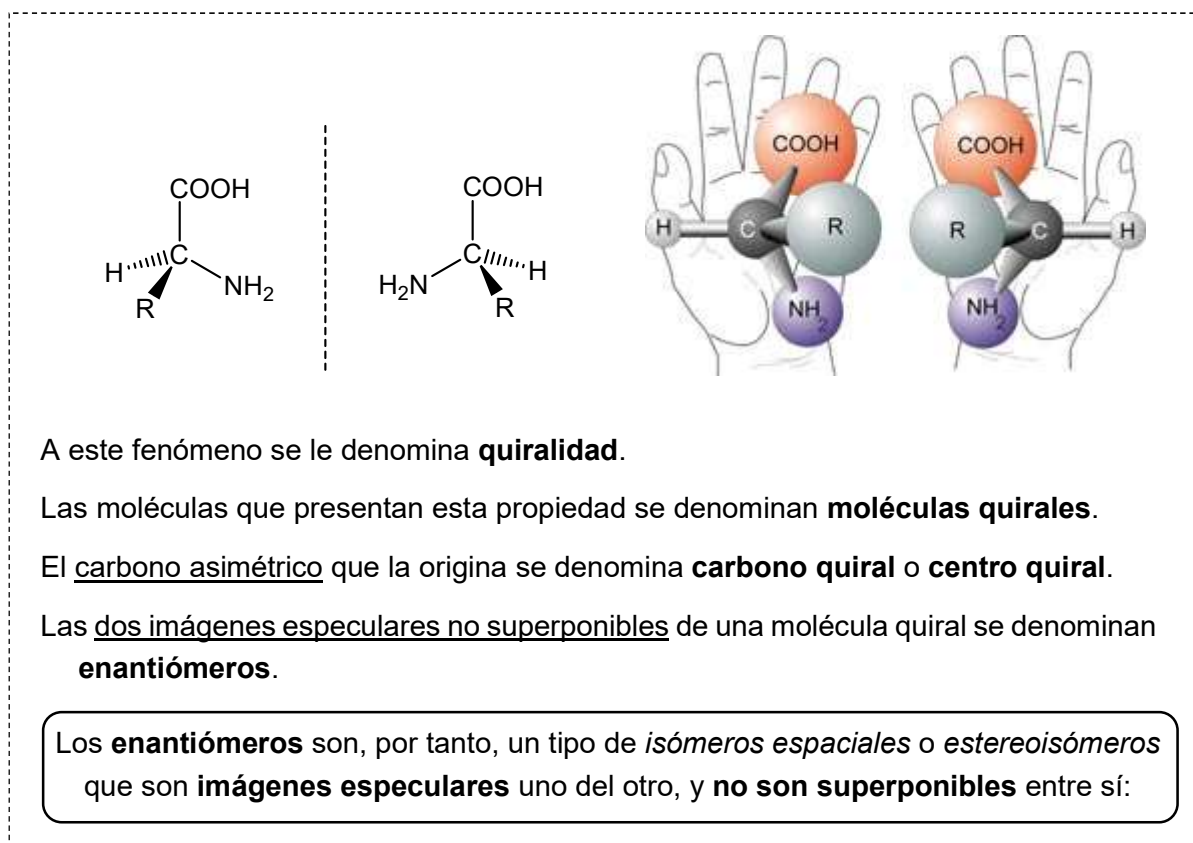 COOH
C
H
R
NH2
COOH
C
H2N
H
R
COOH
H
C
R
NH2
COOH
R
C
H
NH2
A este fenómeno se le denomina quiralidad.
Las moléculas que presentan esta propiedad se denominan moléculas quirales.
El carbono asimétrico que la origina se denomina carbono quiral o centro quiral.
Las dos imágenes especulares no superponibles de una molécula quiral se denominan
enantiómeros.
Los enantiómeros son, por tanto, un tipo de isómeros espaciales o estereoisómeros
que son imágenes especulares uno del otro, y no son superponibles entre sí: